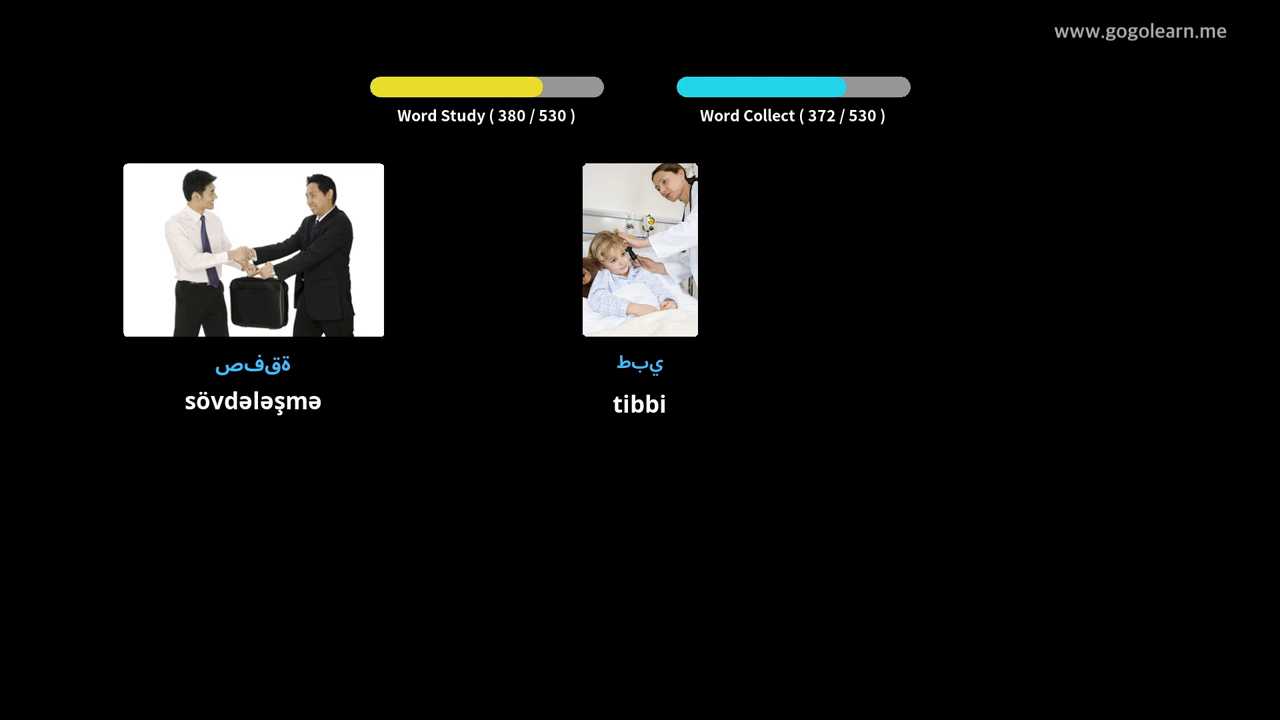 www.gogolearn.me
Word Study ( 380 / 530 )
Word Collect ( 372 / 530 )
صفقة
طبي
sövdələşmə
tibbi